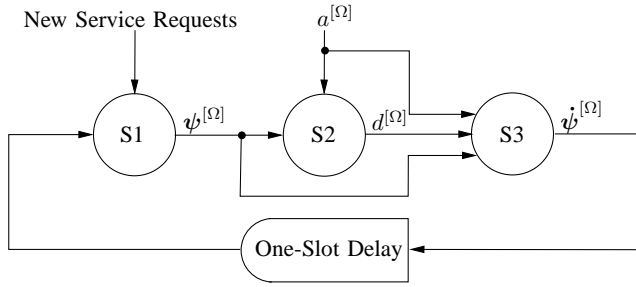 New Service Requests
a^[Ω]
S1
ψ^[Ω]
S2
d^[Ω]
S3
ψ̇^[Ω]
One-Slot Delay